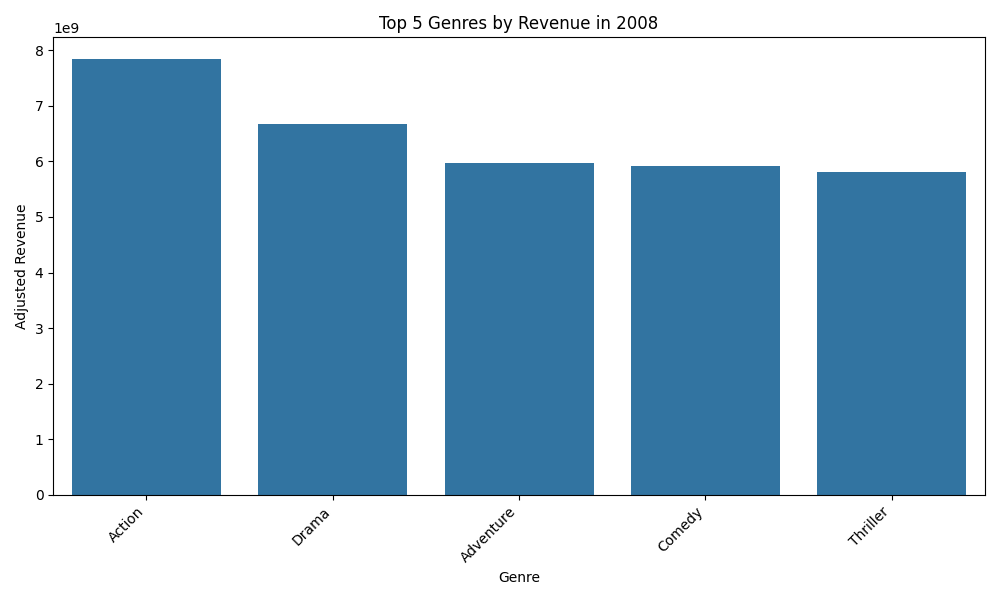 Top 5 Genres by Revenue in 2008
1e9
8
7
6
5
4
3
2
1
0
Adjusted Revenue
Action
Drama
Adventure
Comedy
Thriller
Genre